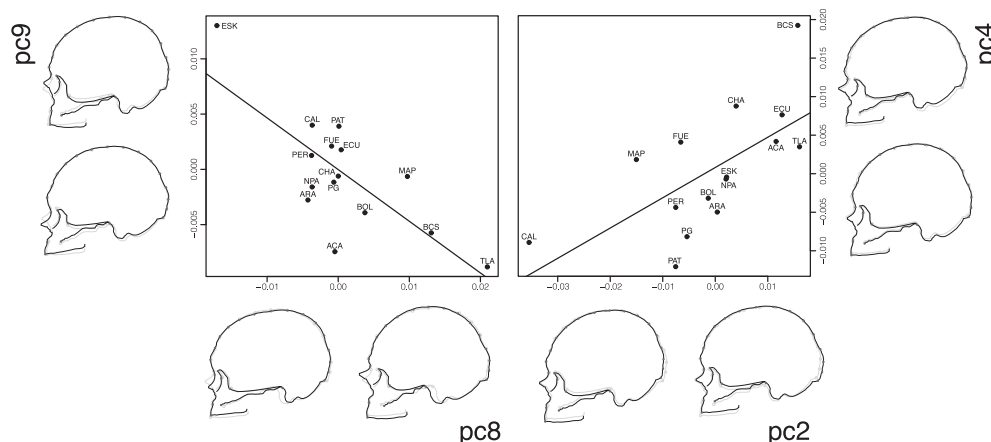 pc9
ESK
CAL
PAT
FUE
ECU
PER
CHA
MAP
NPA
PG
ARA
BOL
BCS
ACA
TLA
0.010
0.005
0.000
−0.005
−0.01
0.00
0.01
0.02
pc8
BCS
CHA
ECU
FUE
ACA
TLA
MAP
ESK
NPA
BOL
PER
ARA
PG
CAL
PAT
0.020
0.015
0.010
0.005
0.000
−0.005
−0.010
−0.03
−0.02
−0.01
0.00
0.01
pc2
pc4